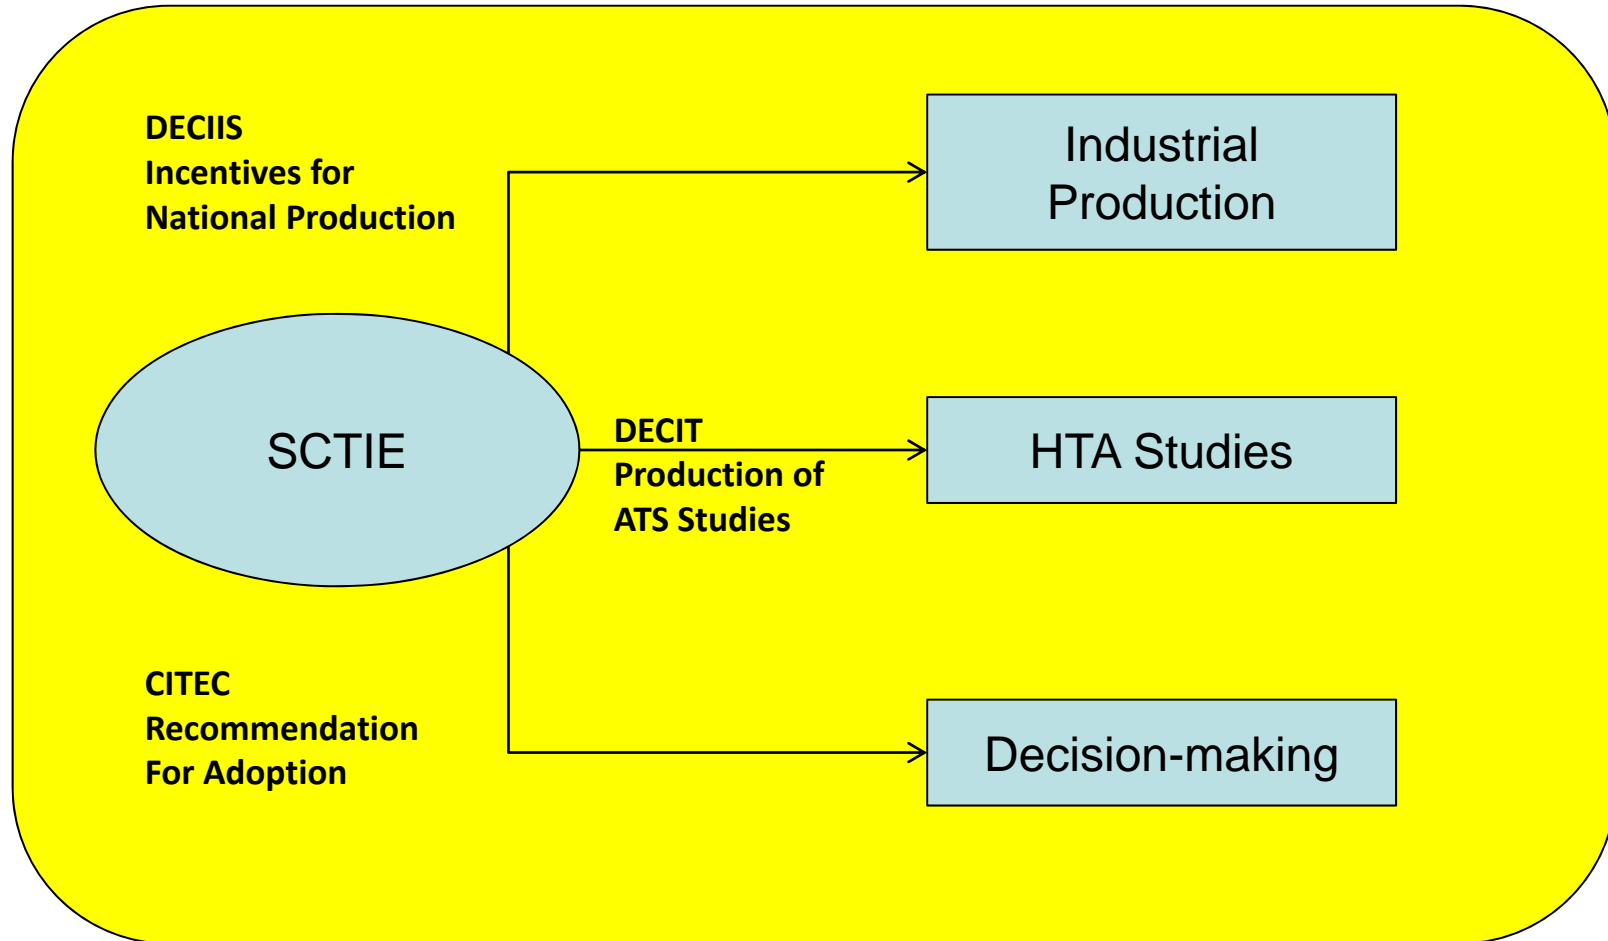 DECIIS
Incentives for
National Production
Industrial
Production
SCTIE
DECIT
Production of
ATS Studies
HTA Studies
CITEC
Recommendation
For Adoption
Decision-making